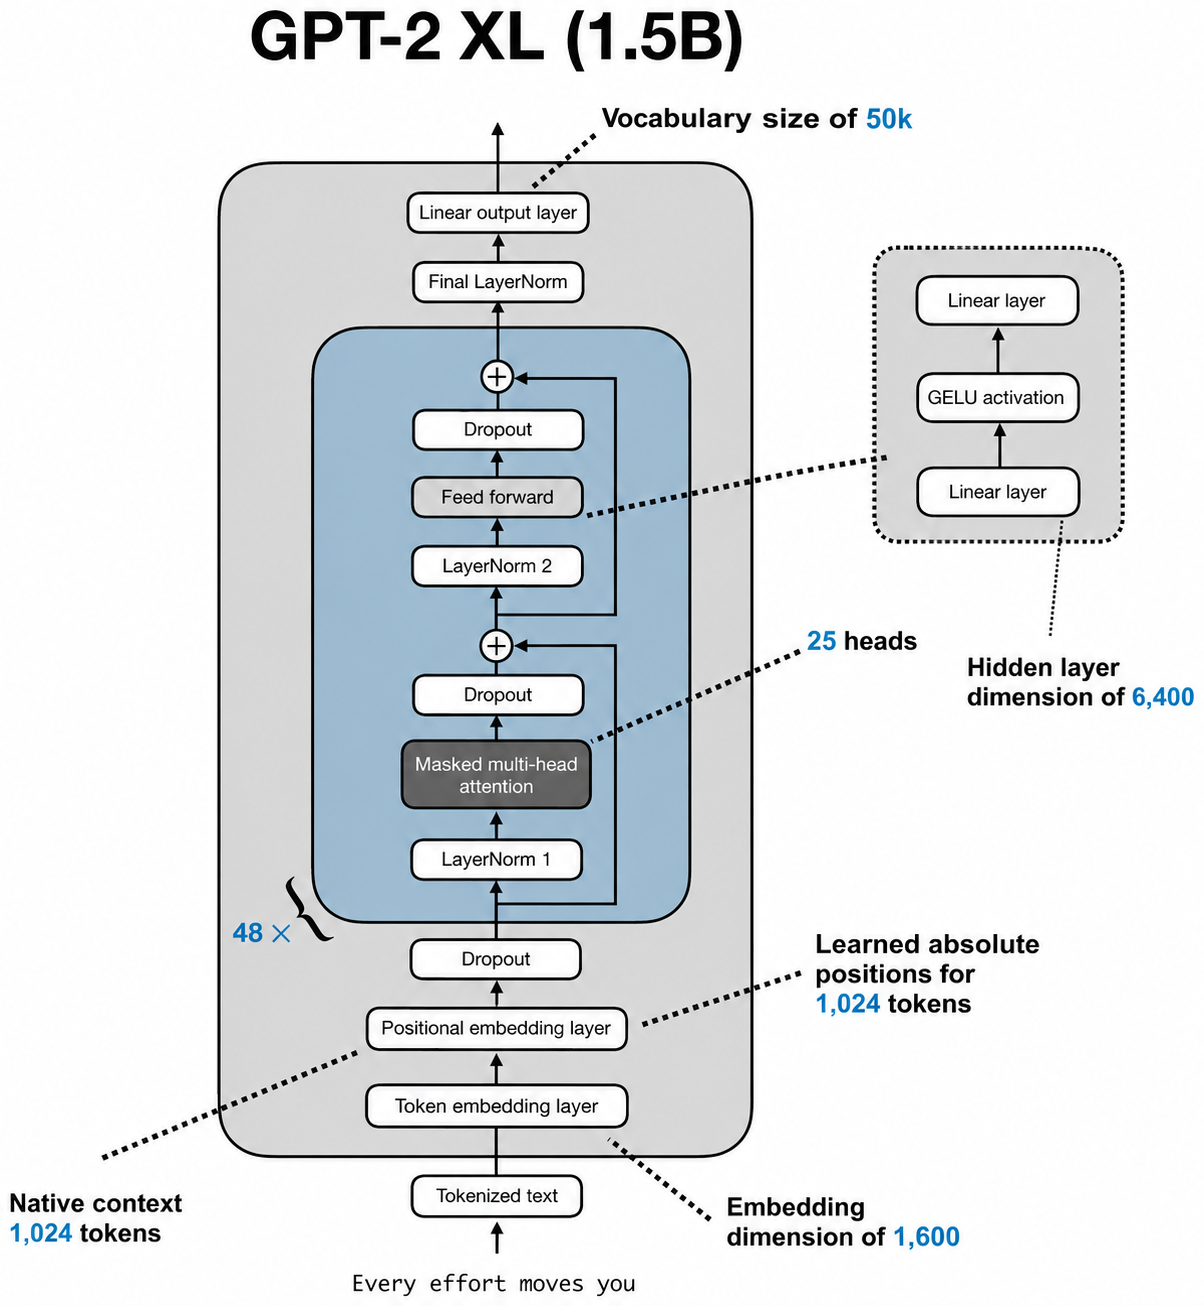 GPT-2 XL (1.5B)
Vocabulary size of 50k
Linear output layer
Final LayerNorm
Dropout
Feed forward
LayerNorm 2
Dropout
Masked multi-head
attention
LayerNorm 1
48 ×
Dropout
Positional embedding layer
Token embedding layer
Tokenized text
Every effort moves you
Linear layer
GELU activation
Linear layer
Hidden layer
dimension of 6,400
25 heads
Learned absolute
positions for
1,024 tokens
Native context
1,024 tokens
Embedding
dimension of 1,600